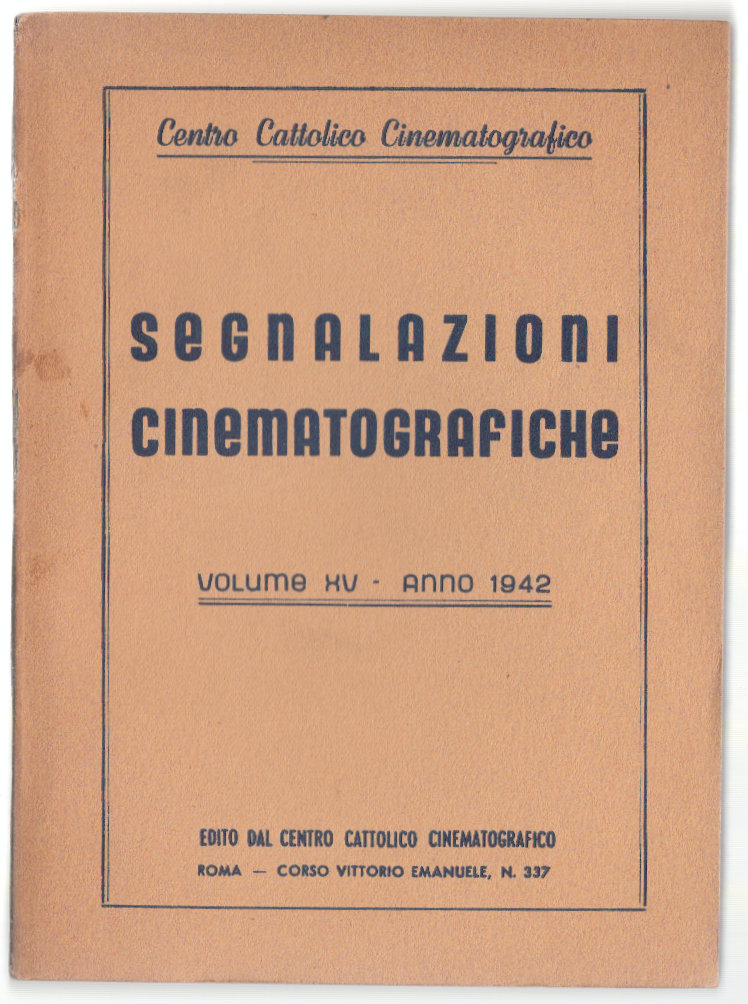 Centro Cattolico Cinematografico
SEGNALAZIONI
CINEMATOGRAFICHE
VOLUME XV - ANNO 1942
EDITO DAL CENTRO CATTOLICO CINEMATOGRAFICO
ROMA — CORSO VITTORIO EMANUELE, N. 337